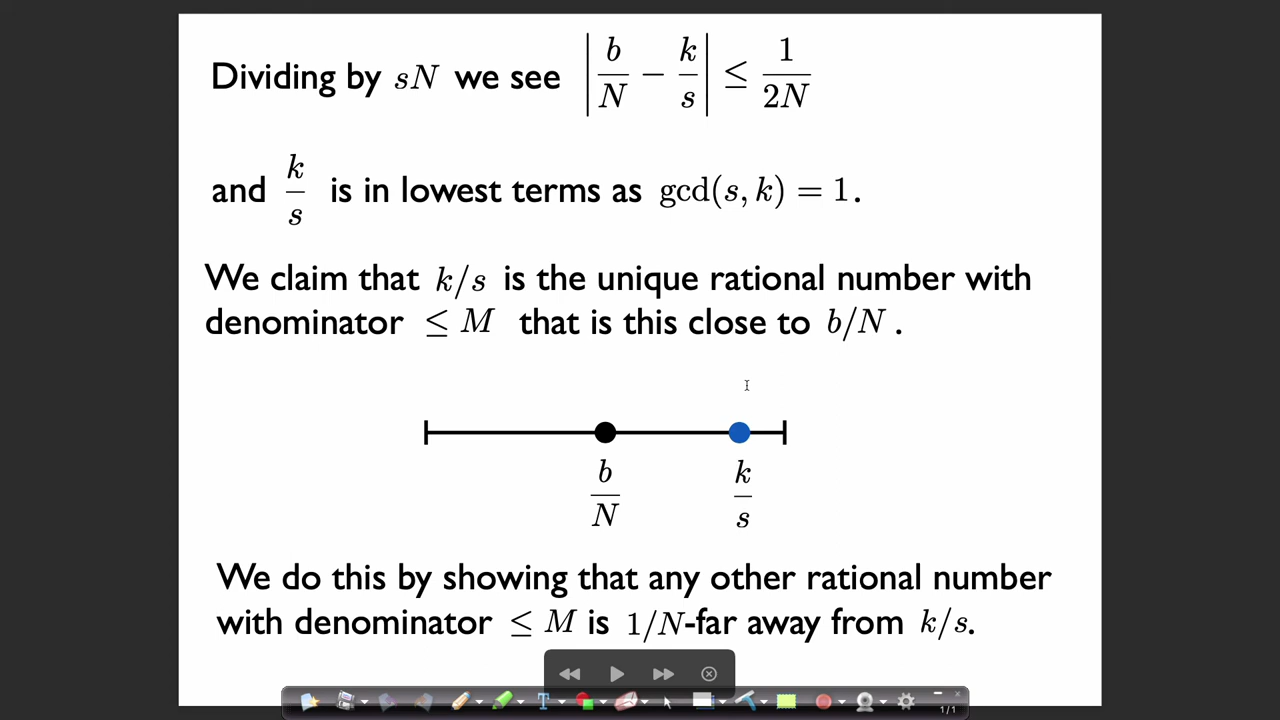 Dividing by sN we see |b/N − k/s| ≤ 1/2N
and k/s is in lowest terms as gcd(s, k) = 1.
We claim that k/s is the unique rational number with
denominator ≤ M that is this close to b/N .
b/N k/s
We do this by showing that any other rational number
with denominator ≤ M is 1/N-far away from k/s.
T
1/1